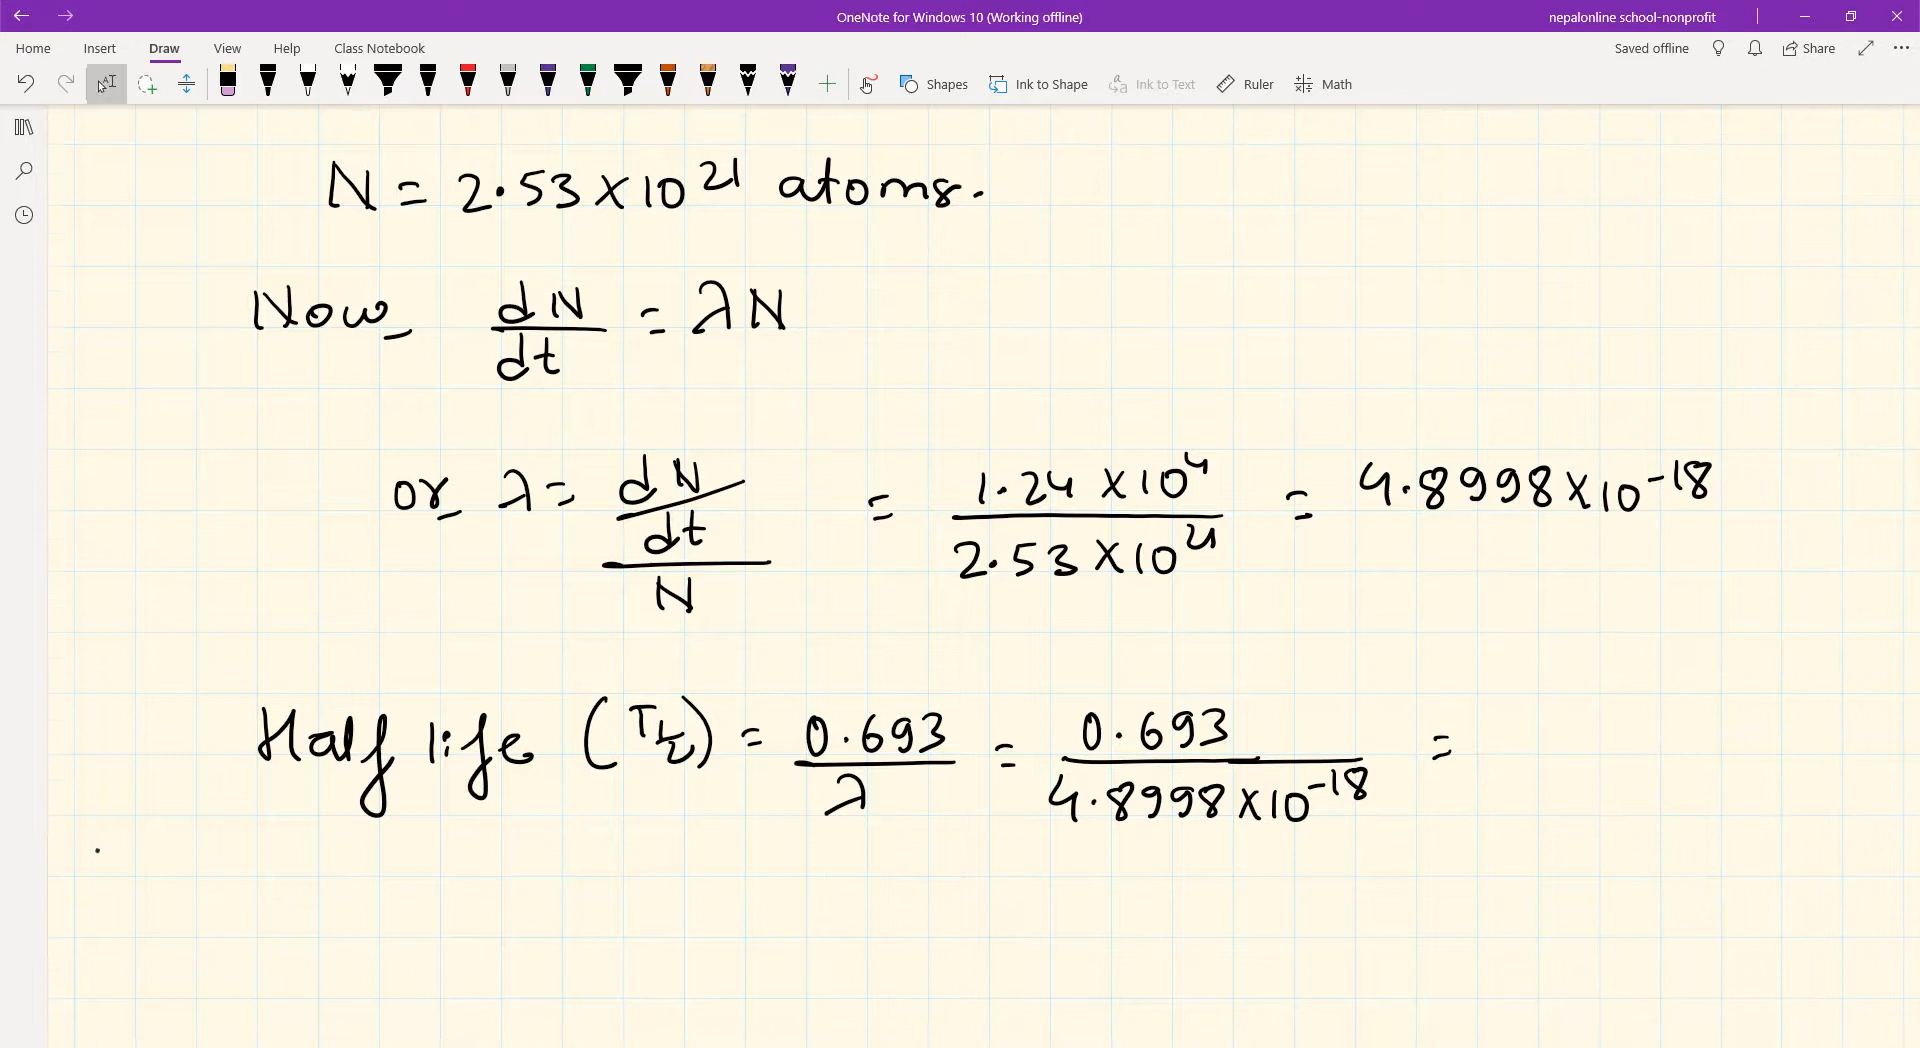 OneNote for Windows 10 (Working offline) nepalonline school-nonprofit
Home Insert Draw View Help Class Notebook Saved offline Share
Shapes Ink to Shape Ink to Text Ruler Math
N = 2.53 × 10^21 atoms.
Now dN/dt = λN
or λ = (dN/dt)/N = (1.24 × 10^4)/(2.53 × 10^21) = 4.8998 × 10^-18
Half life (T½) = 0.693/λ = 0.693/(4.8998 × 10^-18) =